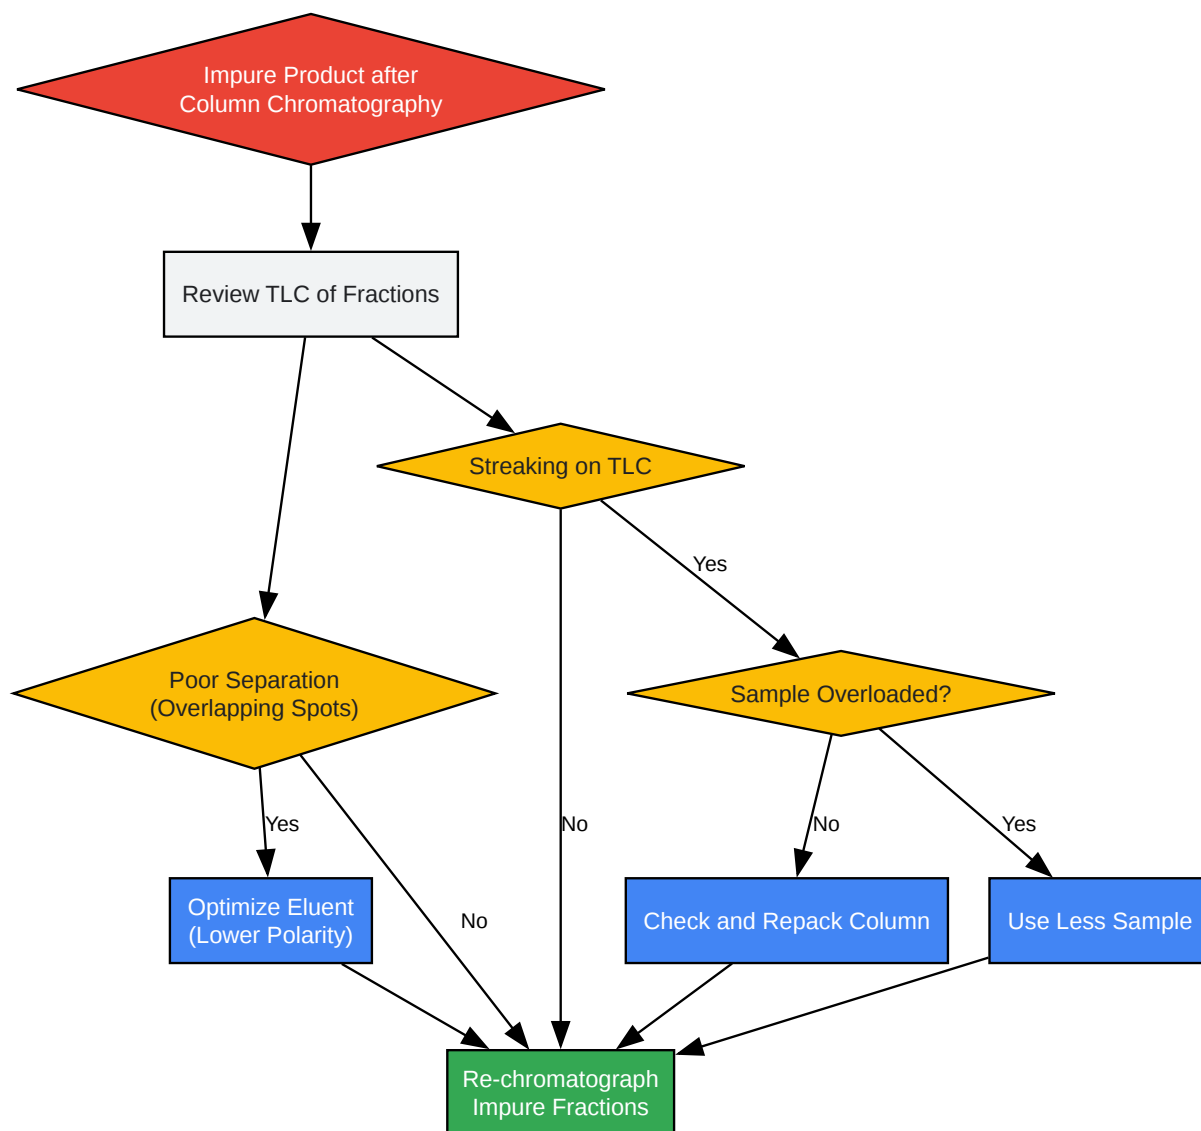 Impure Product after
Column Chromatography
Review TLC of Fractions
Streaking on TLC
Yes
Poor Separation
(Overlapping Spots)
Sample Overloaded?
Yes
No
No
Yes
Optimize Eluent
(Lower Polarity)
No
Check and Repack Column
Use Less Sample
Re-chromatograph
Impure Fractions